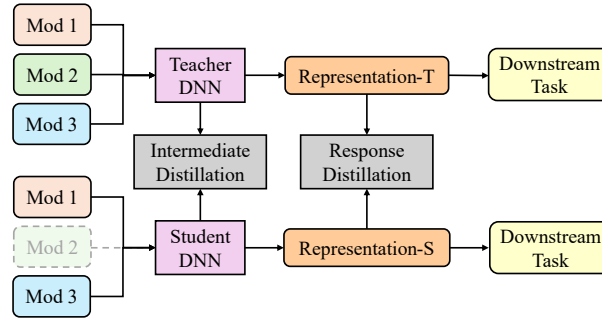 Mod 1
Mod 2
Mod 3
Teacher
DNN
Representation-T
Downstream
Task
Intermediate
Distillation
Response
Distillation
Mod 1
Mod 2
Mod 3
Student
DNN
Representation-S
Downstream
Task